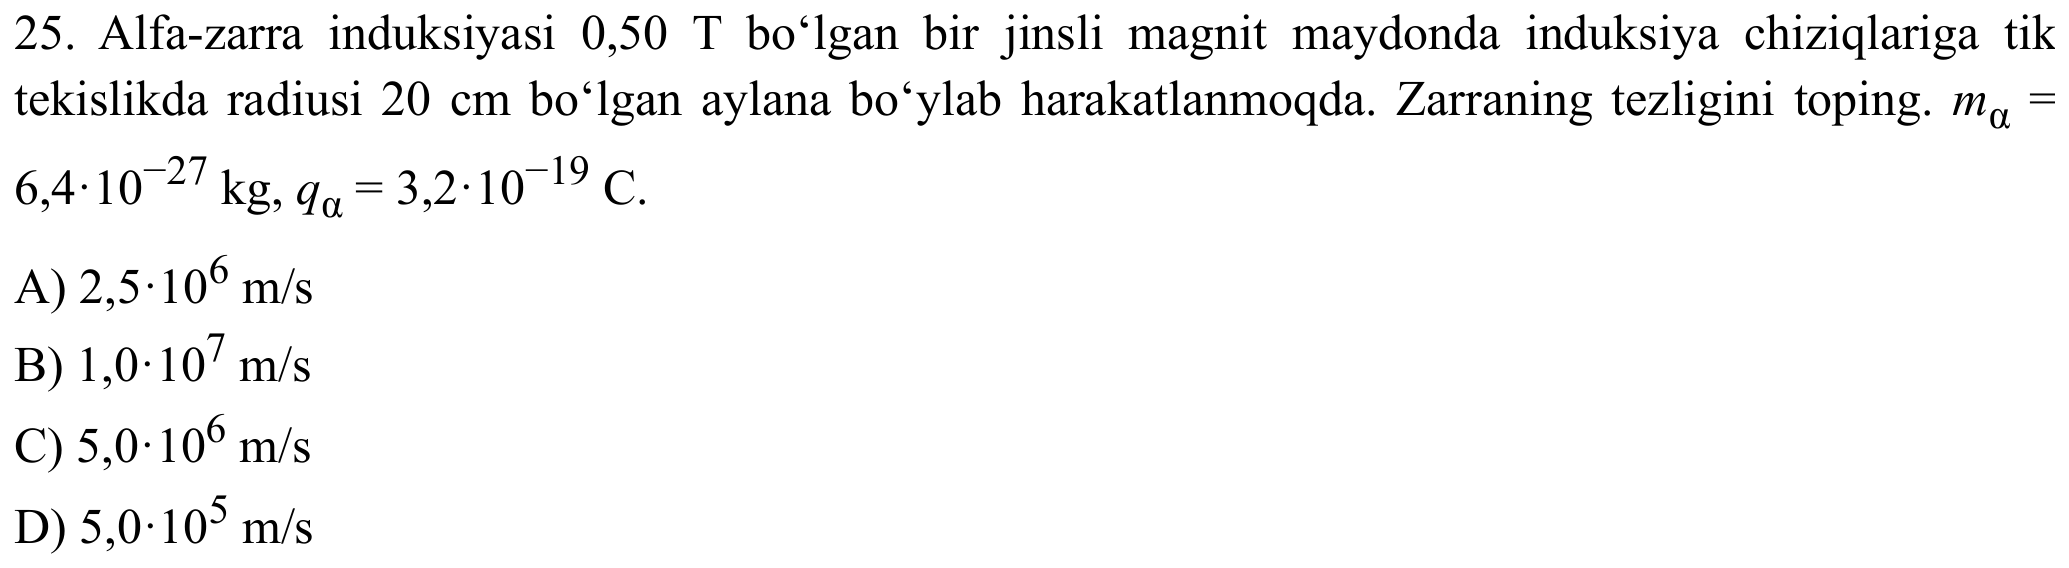 25. Alfa-zarra induksiyasi 0,50 T bo‘lgan bir jinsli magnit maydonda induksiya chiziqlariga tik
tekislikda radiusi 20 cm bo‘lgan aylana bo‘ylab harakatlanmoqda. Zarraning tezligini toping. m_α =
6,4·10⁻²⁷ kg, q_α = 3,2·10⁻¹⁹ C.
A) 2,5·10⁶ m/s
B) 1,0·10⁷ m/s
C) 5,0·10⁶ m/s
D) 5,0·10⁵ m/s